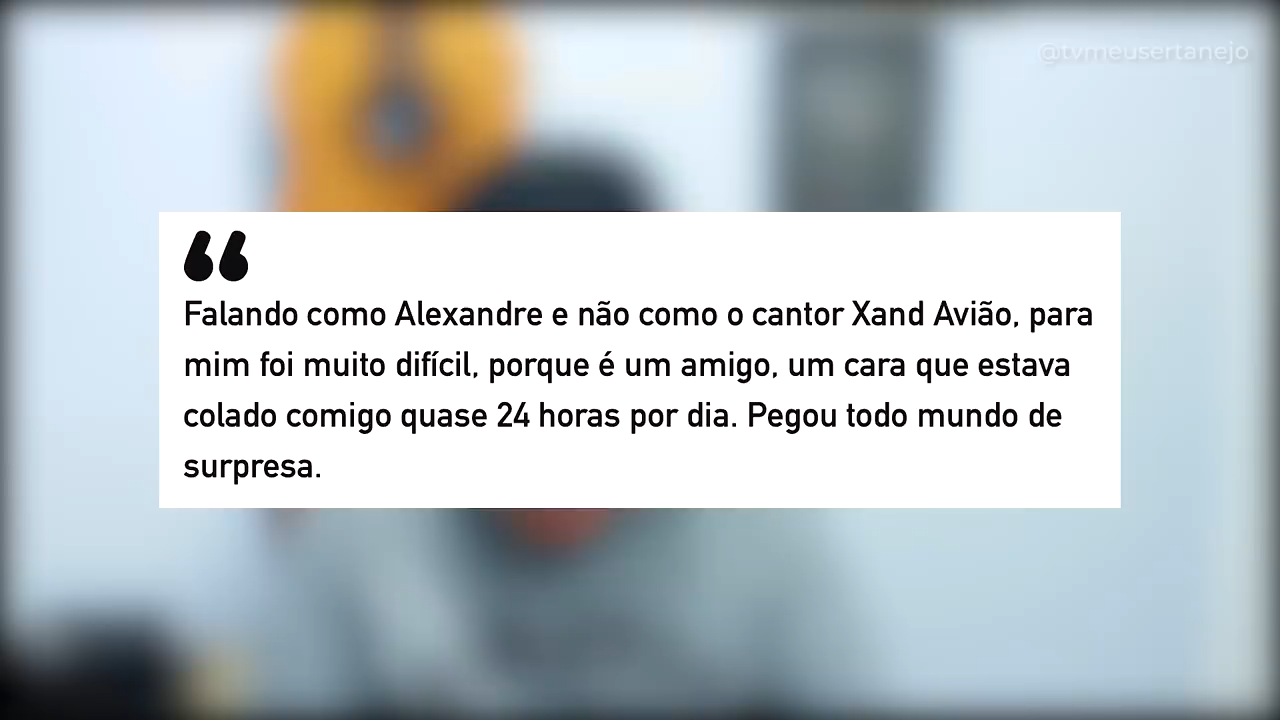 @tvmeusertanejo
“
Falando como Alexandre e não como o cantor Xand Avião, para
mim foi muito difícil, porque é um amigo, um cara que estava
colado comigo quase 24 horas por dia. Pegou todo mundo de
surpresa.